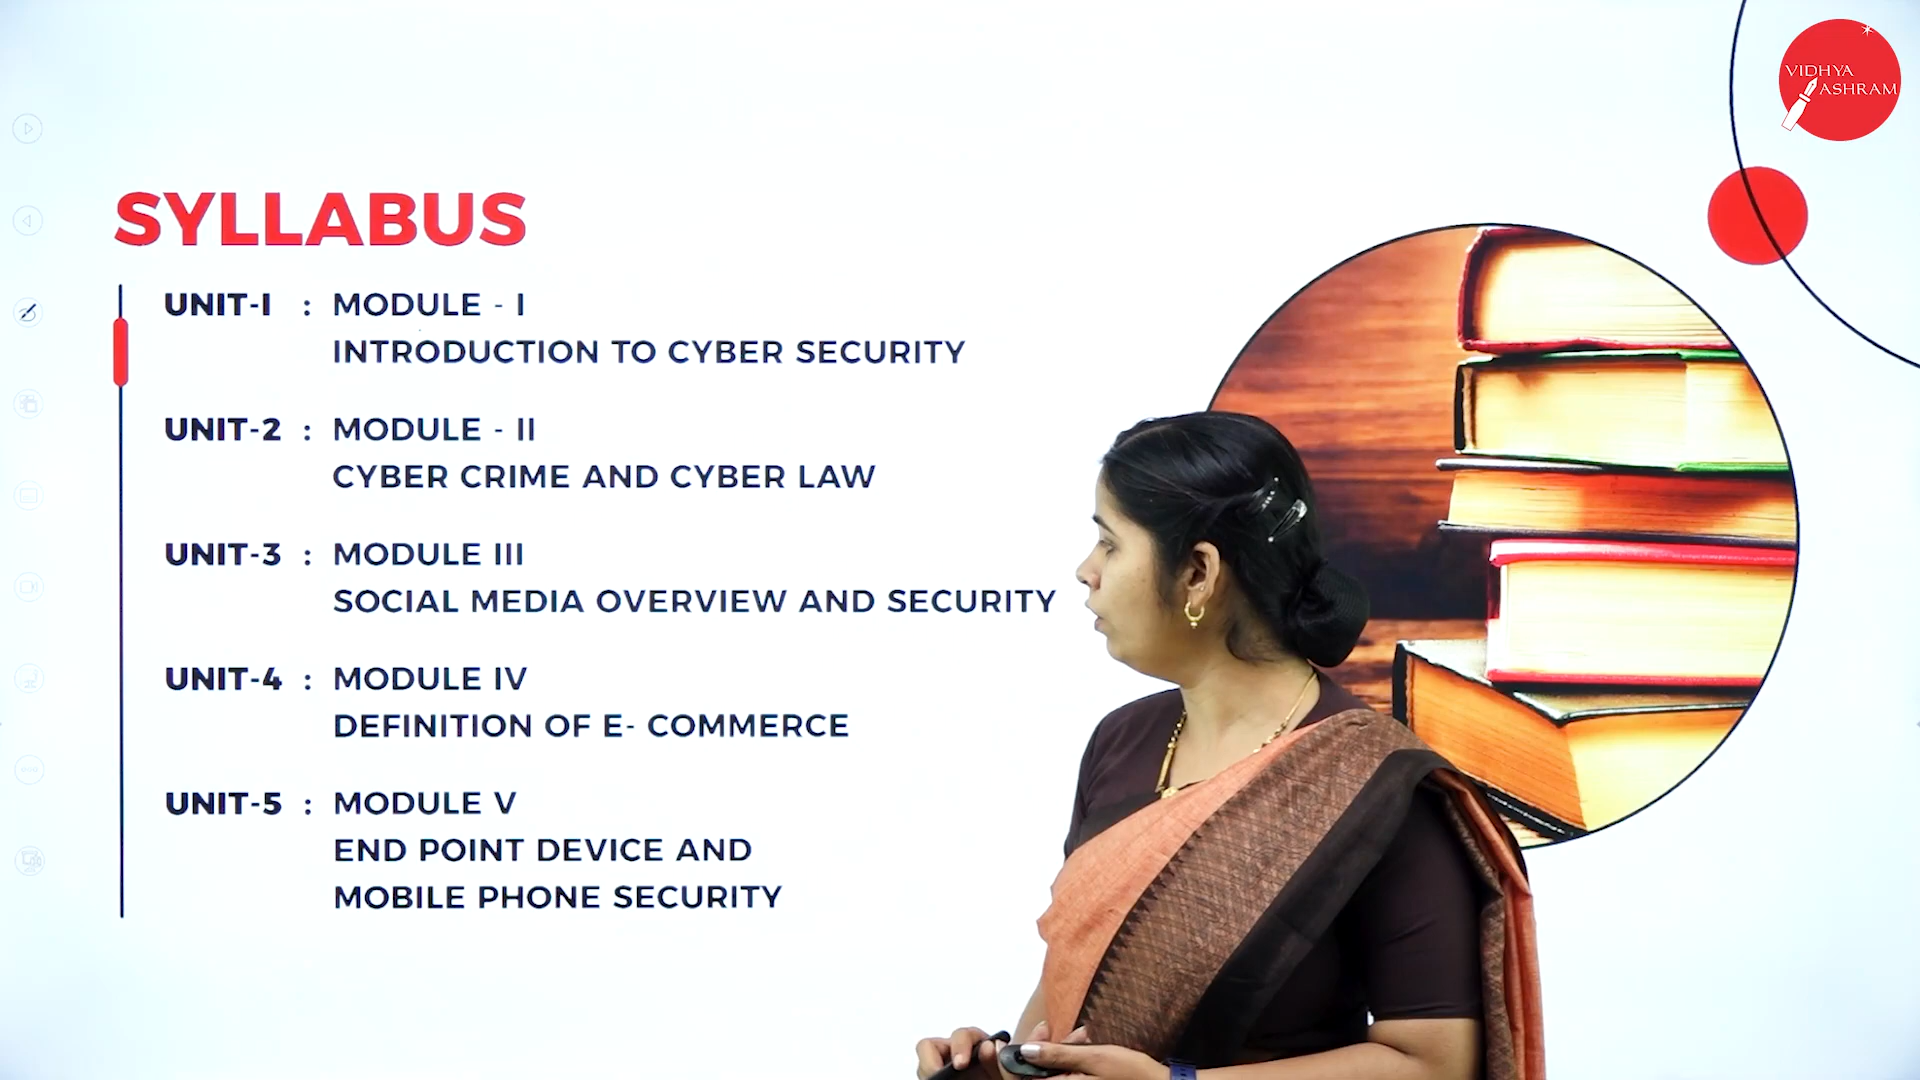 VIDHYA
ASHRAM
SYLLABUS
UNIT-I : MODULE - I
INTRODUCTION TO CYBER SECURITY
UNIT-2 : MODULE - II
CYBER CRIME AND CYBER LAW
UNIT-3 : MODULE III
SOCIAL MEDIA OVERVIEW AND SECURITY
UNIT-4 : MODULE IV
DEFINITION OF E- COMMERCE
UNIT-5 : MODULE V
END POINT DEVICE AND
MOBILE PHONE SECURITY